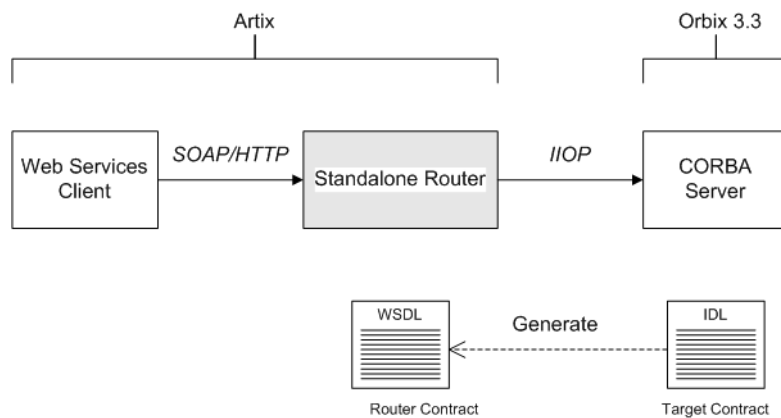 Artix
Orbix 3.3
Web Services
Client
SOAP/HTTP
Standalone Router
IIOP
CORBA
Server
WSDL
Generate
IDL
Router Contract
Target Contract